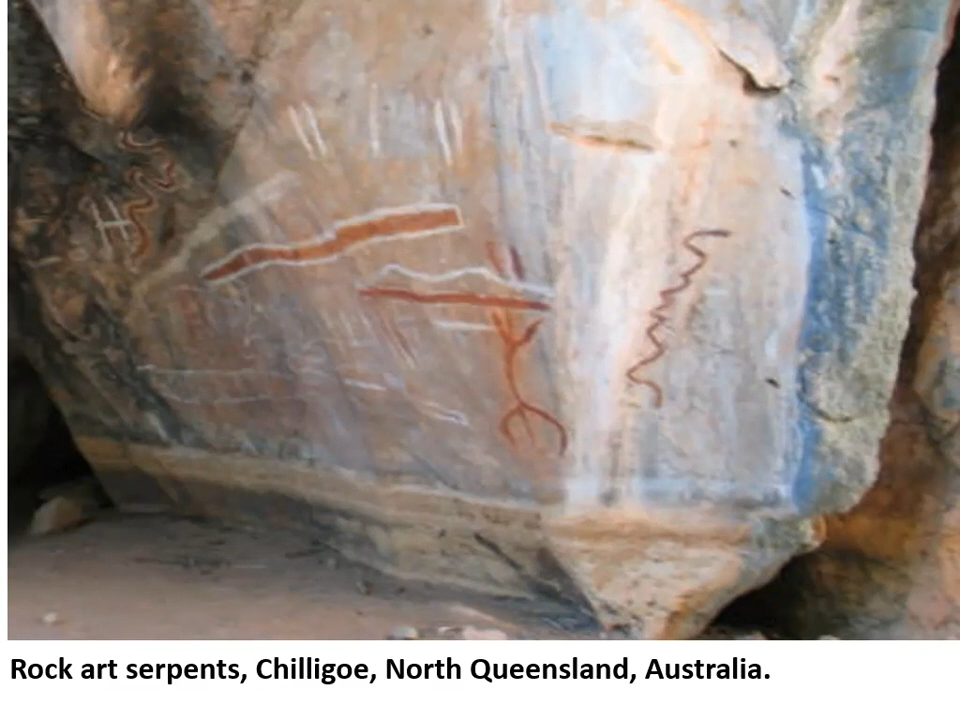 Rock art serpents, Chilligoe, North Queensland, Australia.